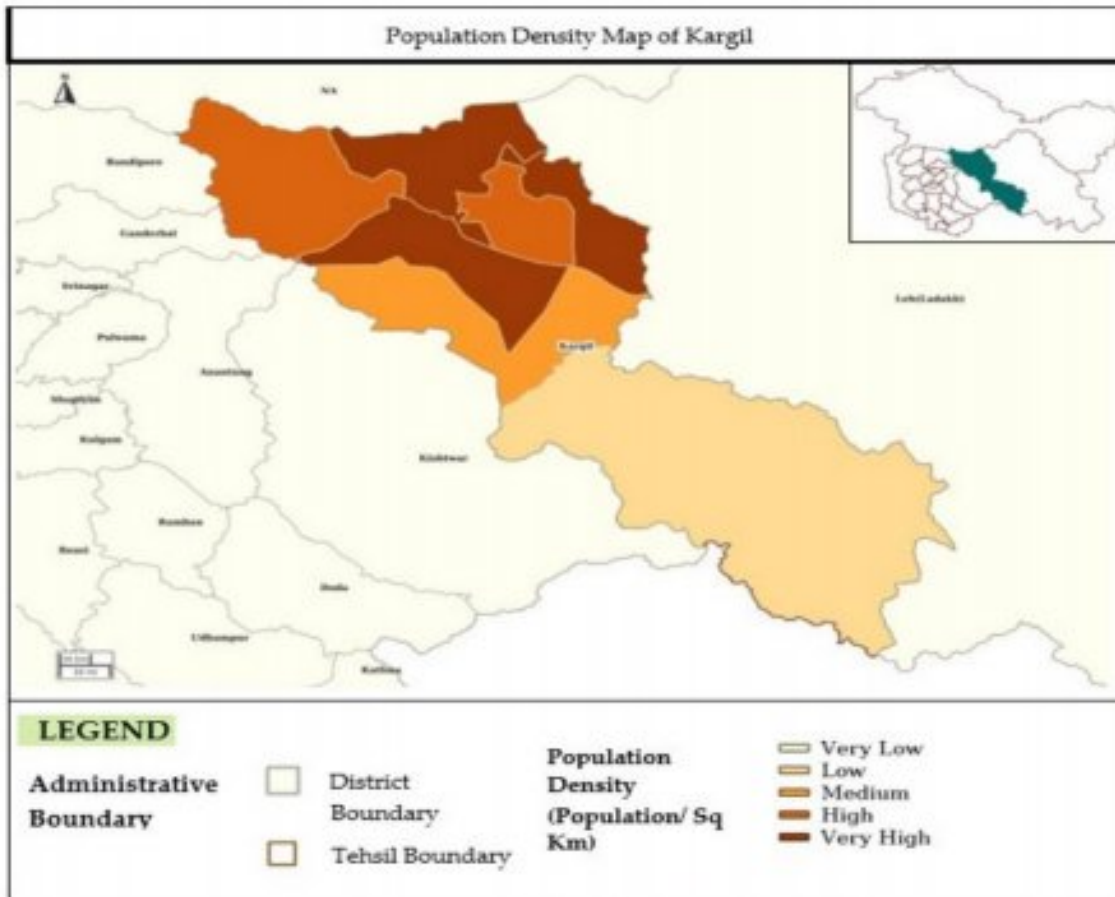 Population Density Map of Kargil
N
NA
Bandipore
Ganderbal
Srinagar
Leh(Ladakh)
Pulwama
Kargil
Anantnag
Kulgam
Kishtwar
Ramban
Reasi
Doda
Udhampur
Kathua
LEGEND
Administrative
Boundary
District
Boundary
Tehsil Boundary
Population
Density
(Population/ Sq
Km)
Very Low
Low
Medium
High
Very High